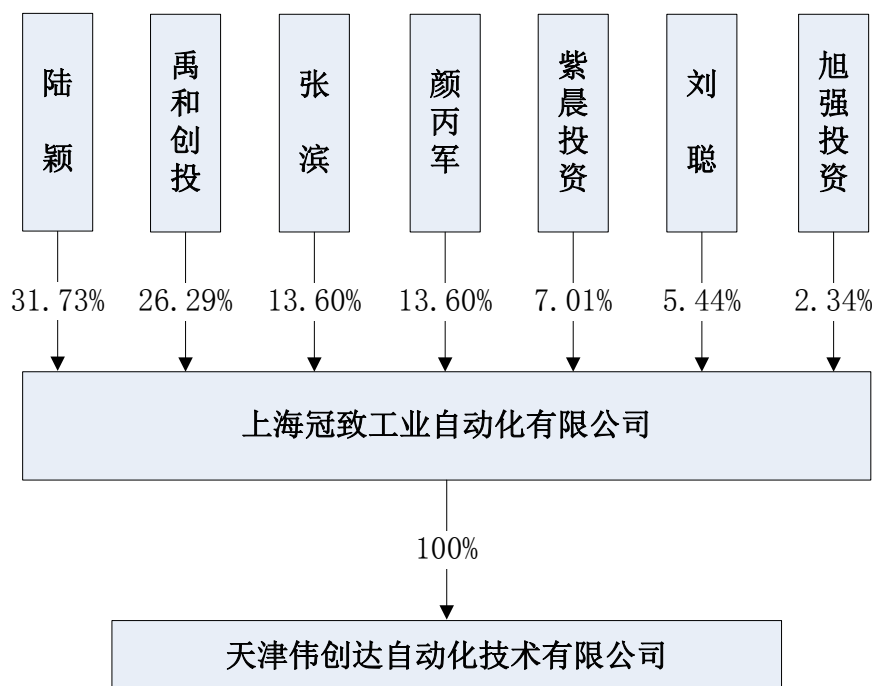 陆颖
禹和创投
张滨
颜丙军
紫晨投资
刘聪
旭强投资
31.73%
26.29%
13.60%
13.60%
7.01%
5.44%
2.34%
上海冠致工业自动化有限公司
100%
天津伟创达自动化技术有限公司